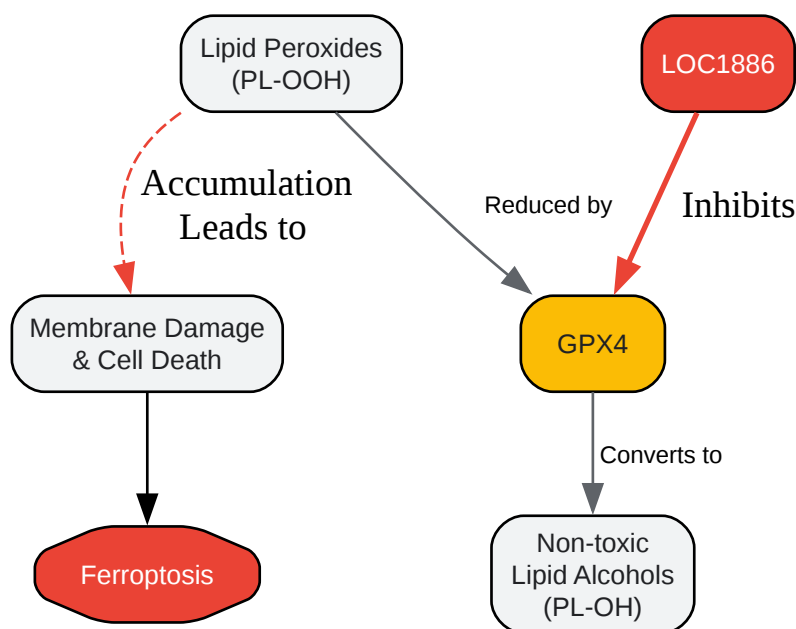 Lipid Peroxides
(PL-OOH)
LOC1886
Accumulation
Leads to
Reduced by
Inhibits
Membrane Damage
& Cell Death
GPX4
Converts to
Ferroptosis
Non-toxic
Lipid Alcohols
(PL-OH)